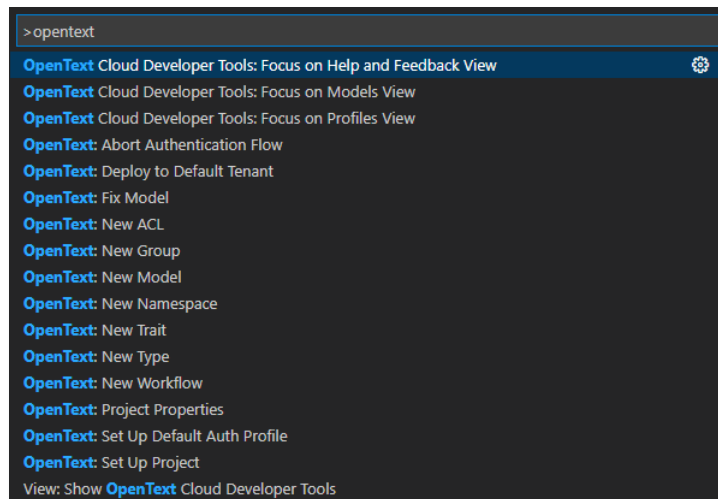 >opentext
OpenText Cloud Developer Tools: Focus on Help and Feedback View
OpenText Cloud Developer Tools: Focus on Models View
OpenText Cloud Developer Tools: Focus on Profiles View
OpenText: Abort Authentication Flow
OpenText: Deploy to Default Tenant
OpenText: Fix Model
OpenText: New ACL
OpenText: New Group
OpenText: New Model
OpenText: New Namespace
OpenText: New Trait
OpenText: New Type
OpenText: New Workflow
OpenText: Project Properties
OpenText: Set Up Default Auth Profile
OpenText: Set Up Project
View: Show OpenText Cloud Developer Tools